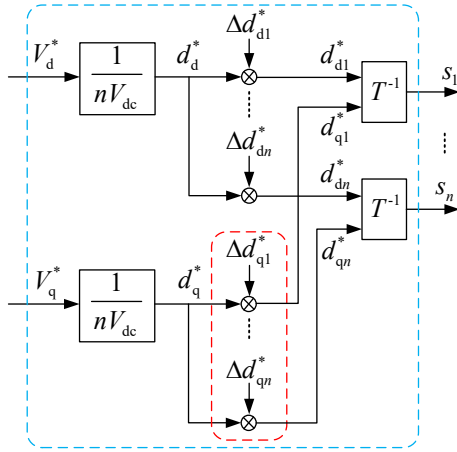 Δd*d1
V*d
1
nVdc
d*d
d*d1
T⁻¹
s1
d*q1
Δd*dn
d*dn
T⁻¹
sn
d*qn
V*q
1
nVdc
d*q
Δd*q1
Δd*qn